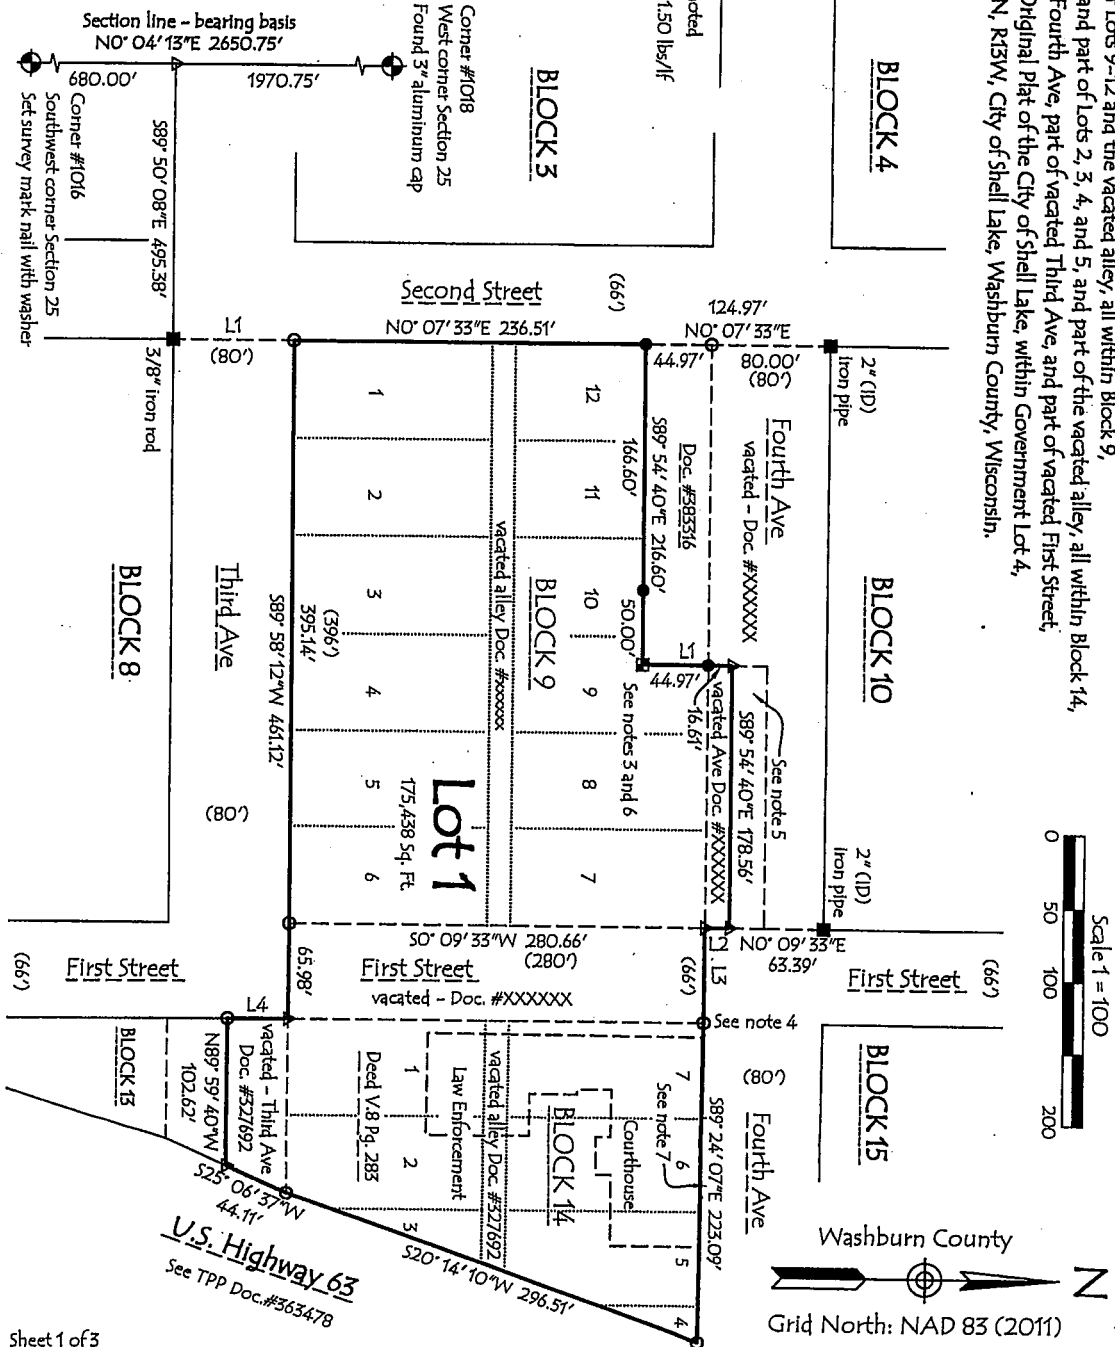 f Lots 9-12 and the vacated alley, all within Block 9,
and part of Lots 2, 3, 4, and 5, and part of the vacated alley, all within Block 14,
Fourth Ave, part of vacated Third Ave, and part of vacated First Street,
Original Plat of the City of Shell Lake, within Government Lot 4,
N, R13W, City of Shell Lake, Washburn County, Wisconsin.
Scale 1 = 100
0
50
100
200
Washburn County
N
Grid North: NAD 83 (2011)
noted
1.50 lbs/lf
BLOCK 4
BLOCK 3
Corner #1018
West corner Section 25
Found 3" aluminum cap
Section line - bearing basis
N0° 04'13"E 2650.75'
680.00'
1970.75'
Corner #1016
Southwest corner Section 25
Set survey mark nail with washer
S89° 50'08"E 495.38'
Second Street
(66')
N0° 07'33"E 236.51'
124.97'
N0° 07'33"E
44.97'
80.00'
(80')
2" (ID)
iron pipe
L1
(80')
3/8" iron rod
Fourth Ave
vacated - Doc. #XXXXXX
Doc. #383316
S89° 54'40"E 216.60'
166.60'
50.00'
L1
44.97'
16.61'
BLOCK 10
See note 5
S89° 54'40"E 178.56'
vacated Ave Doc. #XXXXXX
2" (ID)
iron pipe
12
11
10
9
8
7
See notes 3 and 6
BLOCK 9
vacated alley Doc. #xxxxxx
1
2
3
4
5
6
Lot 1
175,438 Sq. Ft.
(396')
395.14'
S89° 58'12"W 461.12'
Third Ave
(80')
BLOCK 8
S0° 09'33"W 280.66'
(280')
L2
N0° 09'33"E
63.39'
(66')
First Street
First Street
vacated - Doc. #XXXXXX
First Street
(66')
65.98'
(66')
L3
See note 4
L4
BLOCK 15
(80')
Fourth Ave
S89° 24'07"E 223.09'
7
6
5
4
See note 7
Courthouse
BLOCK 14
vacated alley Doc. #327692
Law Enforcement
1
2
3
Deed V.8 Pg. 283
vacated - Third Ave
Doc. #327692
N89° 59'40"W
102.62'
BLOCK 13
S25° 06'37"W
44.11'
S20° 14'10"W 296.51'
U.S. Highway 63
See TPP Doc.#363478
Sheet 1 of 3